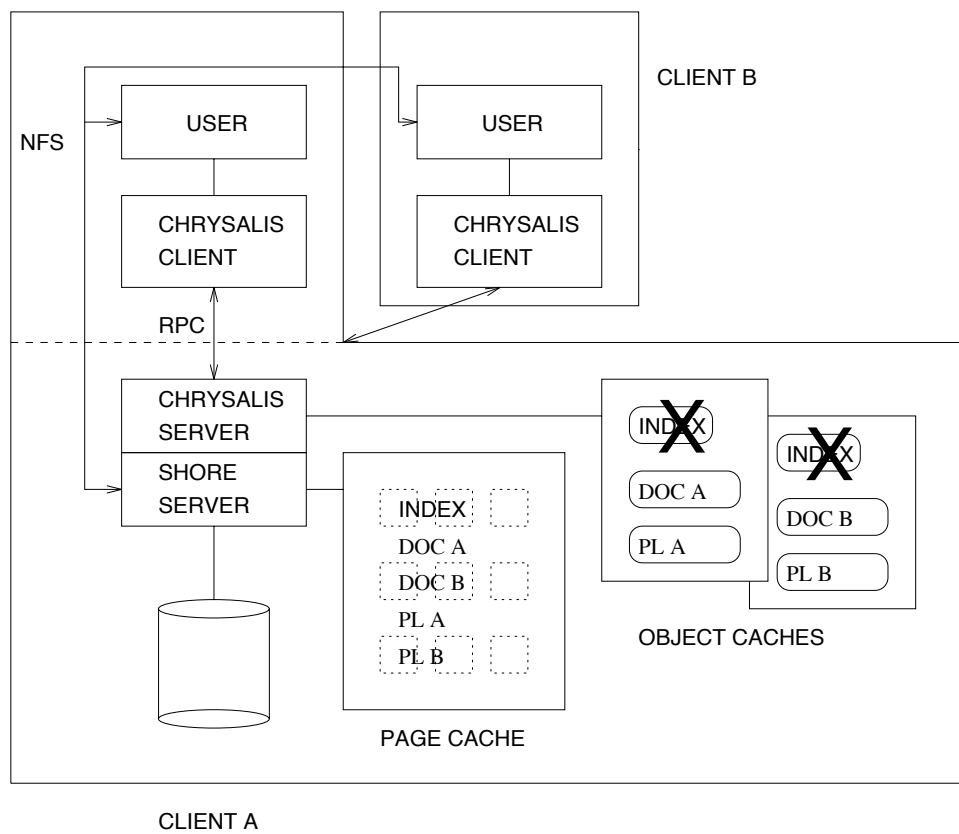 CLIENT B
USER
USER
NFS
CHRYSALIS
CLIENT
CHRYSALIS
CLIENT
RPC
CHRYSALIS
SERVER
SHORE
SERVER
INDEX
DOC A
DOC B
PL A
PL B
PAGE CACHE
INDEX
DOC A
PL A
INDEX
DOC B
PL B
OBJECT CACHES
CLIENT A